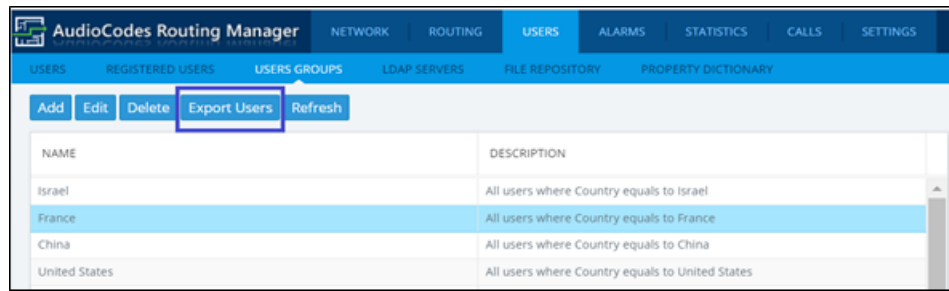 AudioCodes Routing Manager NETWORK ROUTING USERS ALARMS STATISTICS CALLS SETTINGS
USERS REGISTERED USERS USERS GROUPS LDAP SERVERS FILE REPOSITORY PROPERTY DICTIONARY
Add Edit Delete Export Users Refresh
NAME DESCRIPTION
Israel All users where Country equals to Israel
France All users where Country equals to France
China All users where Country equals to China
United States All users where Country equals to United States